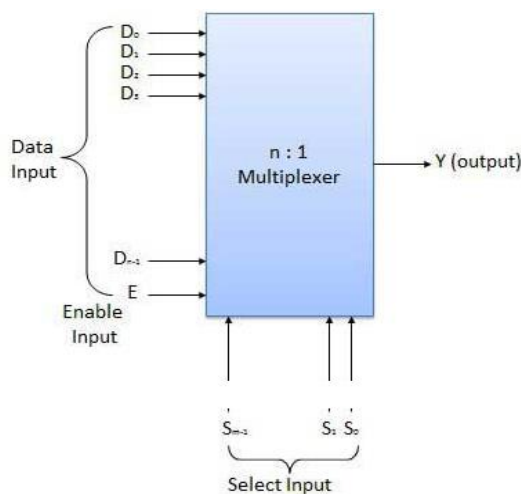 D₀
D₁
D₂
D₃
Data
Input
n : 1
Multiplexer
Y (output)
Dₙ₋₁
E
Enable
Input
Sₘ₋₁ S₁ S₀
Select Input